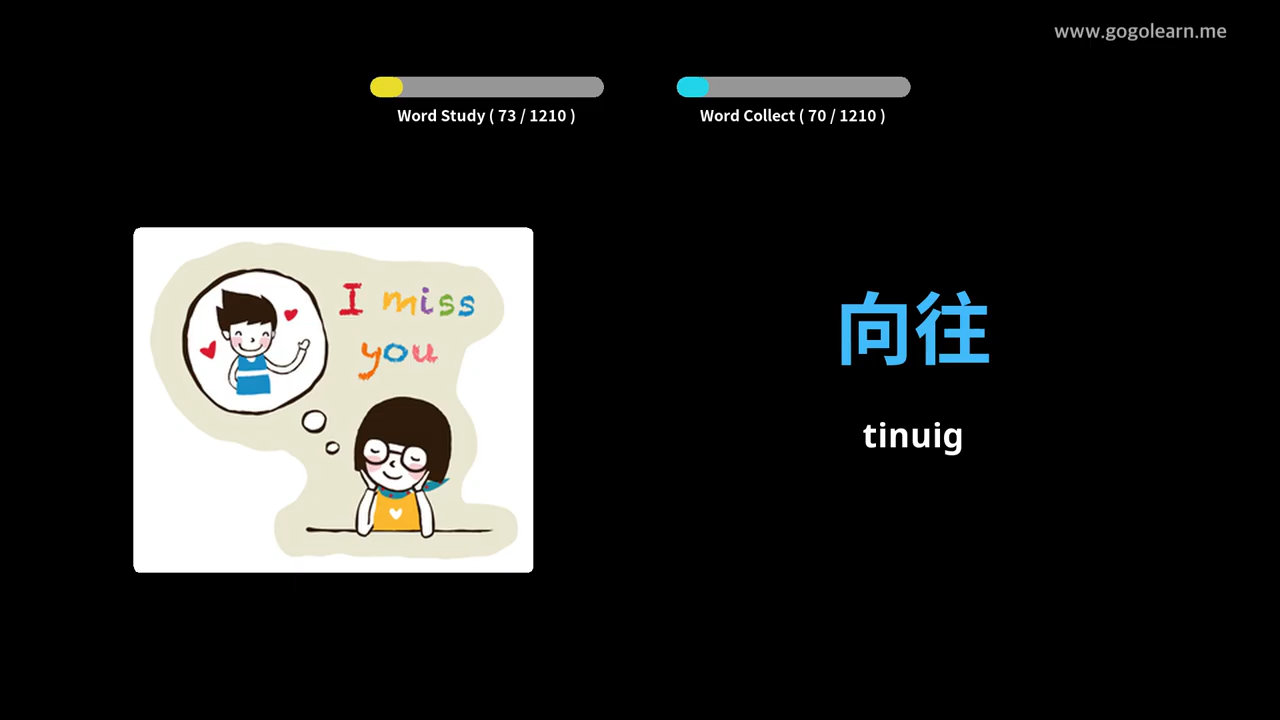 www.gogolearn.me
Word Study ( 73 / 1210 )
Word Collect ( 70 / 1210 )
I miss
you
向往
tinuig